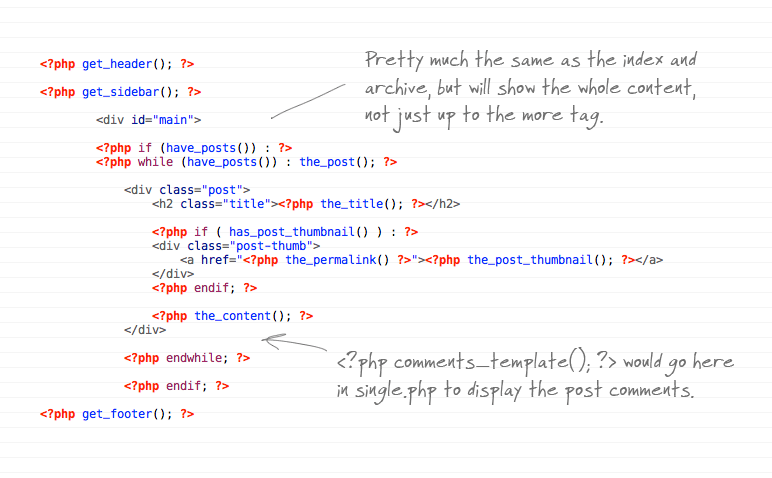 <?php get_header(); ?>
<?php get_sidebar(); ?>
<div id="main">
<?php if (have_posts()) : ?>
<?php while (have_posts()) : the_post(); ?>
<div class="post">
<h2 class="title"><?php the_title(); ?></h2>
<?php if ( has_post_thumbnail() ) : ?>
<div class="post-thumb">
<a href="<?php the_permalink() ?>"><?php the_post_thumbnail(); ?></a>
</div>
<?php endif; ?>
<?php the_content(); ?>
</div>
<?php endwhile; ?>
<?php endif; ?>
<?php get_footer(); ?>
Pretty much the same as the index and
archive, but will show the whole content,
not just up to the more tag.
<?php comments_template(); ?> would go here
in single.php to display the post comments.